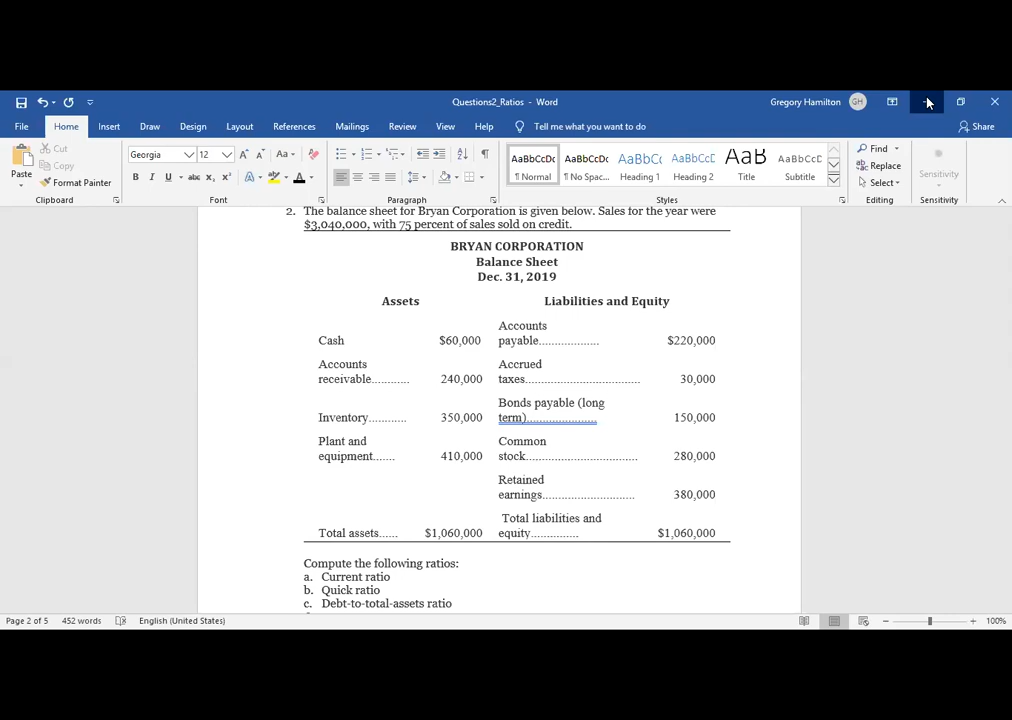 Questions2_Ratios - Word
Gregory Hamilton GH
File Home Insert Draw Design Layout References Mailings Review View Help Tell me what you want to do Share
Paste
Cut
Copy
Format Painter
Clipboard
Georgia 12
Font
Paragraph
AaBbCcDc AaBbCcDc AaBbCc AaBbCcD AaBbCcD
¶ Normal ¶ No Spac... Heading 1 Heading 2 Title Subtitle
Styles
Find
Replace
Select
Editing
Sensitivity
Sensitivity
2. The balance sheet for Bryan Corporation is given below. Sales for the year were
$3,040,000, with 75 percent of sales sold on credit.
BRYAN CORPORATION
Balance Sheet
Dec. 31, 2019
Assets Liabilities and Equity
Accounts
Cash $60,000 payable................... $220,000
Accounts Accrued
receivable............ 240,000 taxes..................................... 30,000
Bonds payable (long
Inventory............ 350,000 term)...................... 150,000
Plant and Common
equipment....... 410,000 stock.................................... 280,000
Retained
earnings.............................. 380,000
Total liabilities and
Total assets...... $1,060,000 equity............... $1,060,000
Compute the following ratios:
a. Current ratio
b. Quick ratio
c. Debt-to-total-assets ratio
Page 2 of 5 452 words English (United States) 100%